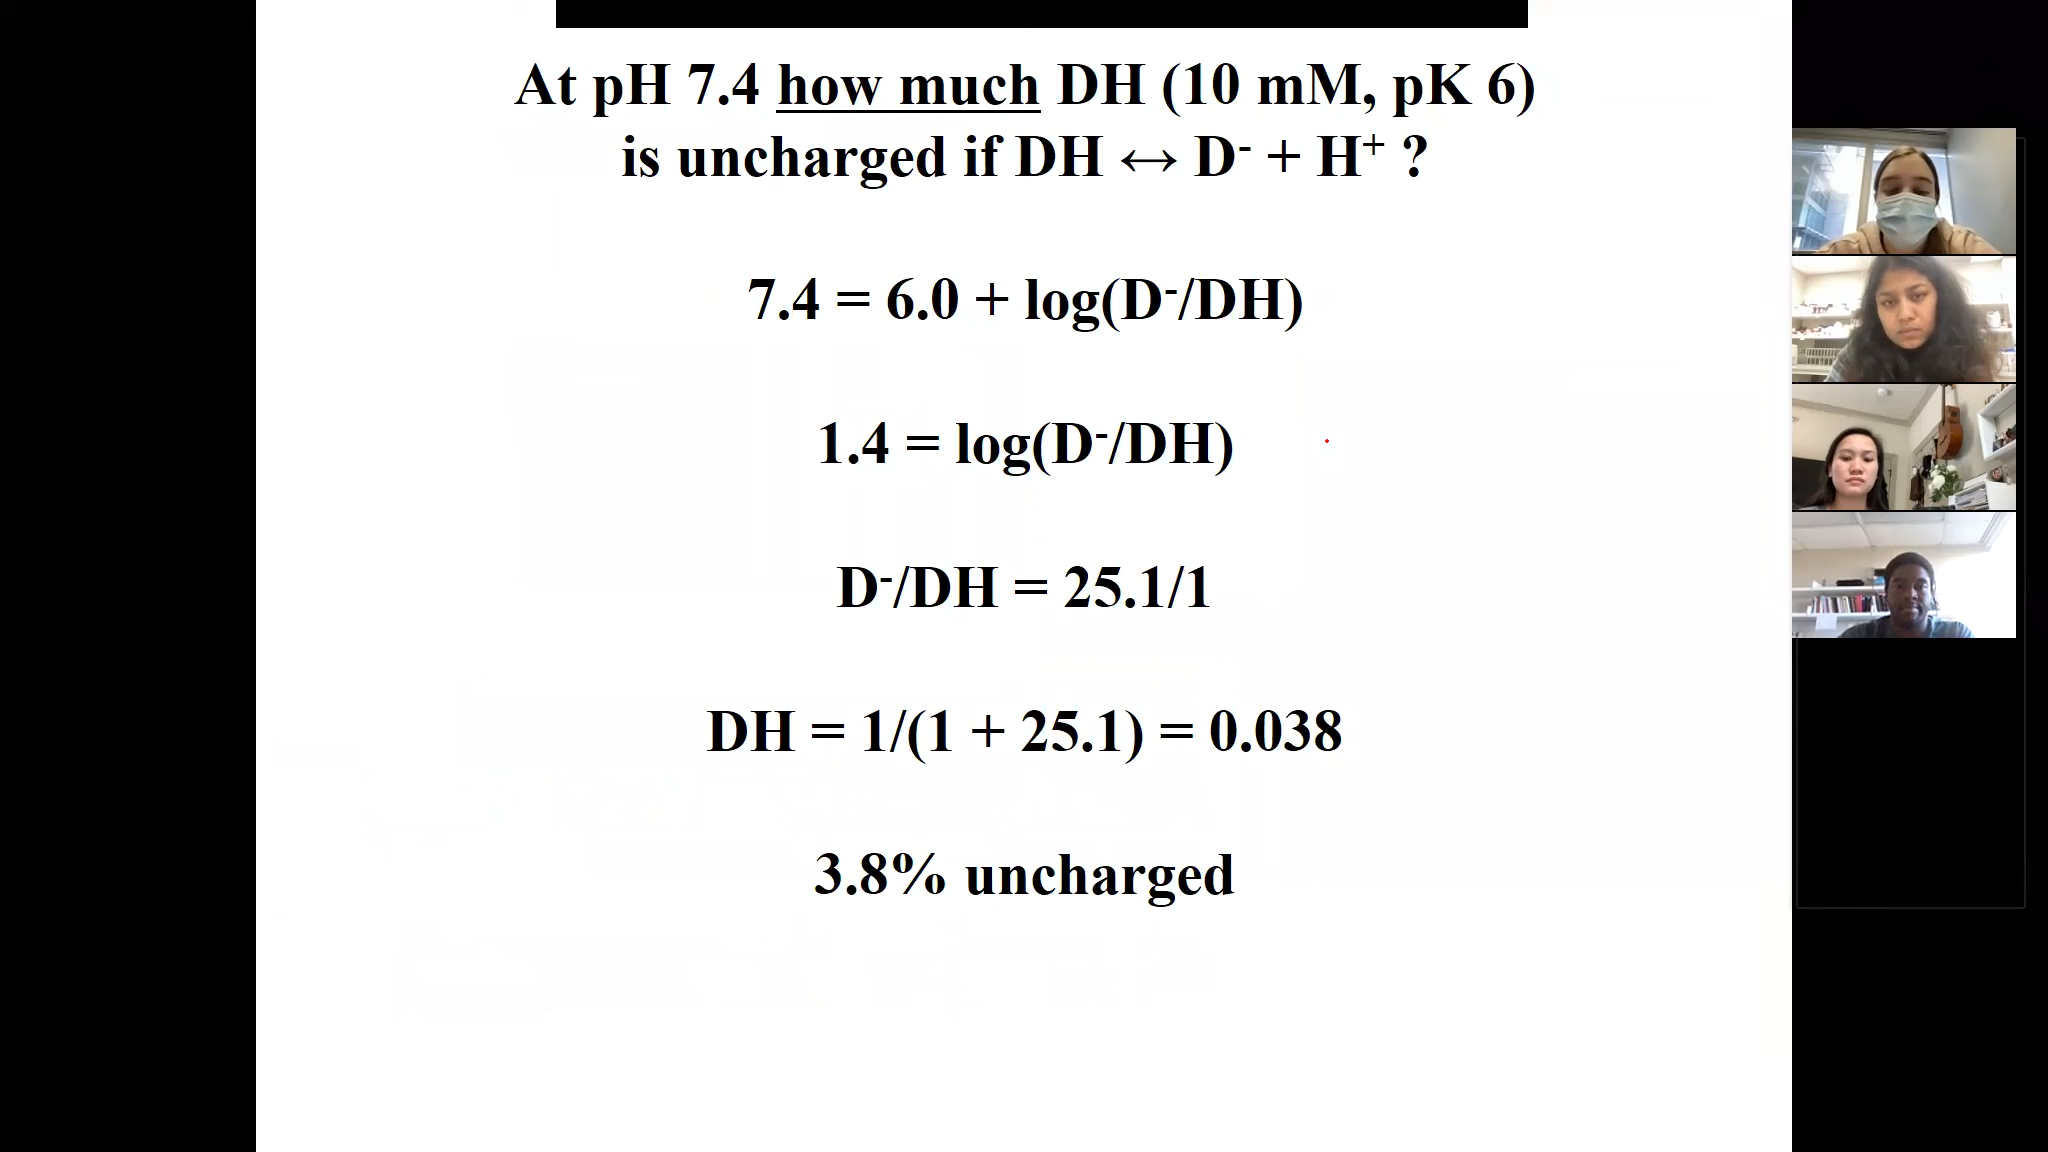 At pH 7.4 how much DH (10 mM, pK 6)
is uncharged if DH ↔ D⁻ + H⁺ ?
7.4 = 6.0 + log(D⁻/DH)
1.4 = log(D⁻/DH)
D⁻/DH = 25.1/1
DH = 1/(1 + 25.1) = 0.038
3.8% uncharged